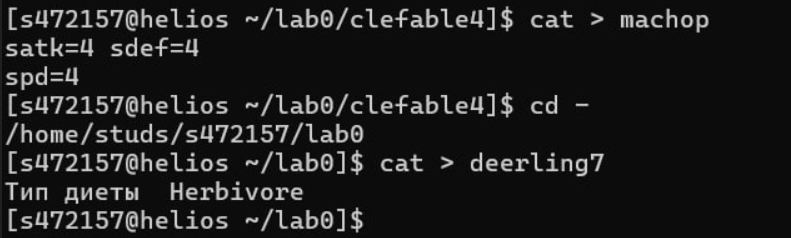 [s472157@helios ~/lab0/clefable4]$ cat > machop
satk=4 sdef=4
spd=4
[s472157@helios ~/lab0/clefable4]$ cd -
/home/studs/s472157/lab0
[s472157@helios ~/lab0]$ cat > deerling7
Тип диеты  Herbivore
[s472157@helios ~/lab0]$